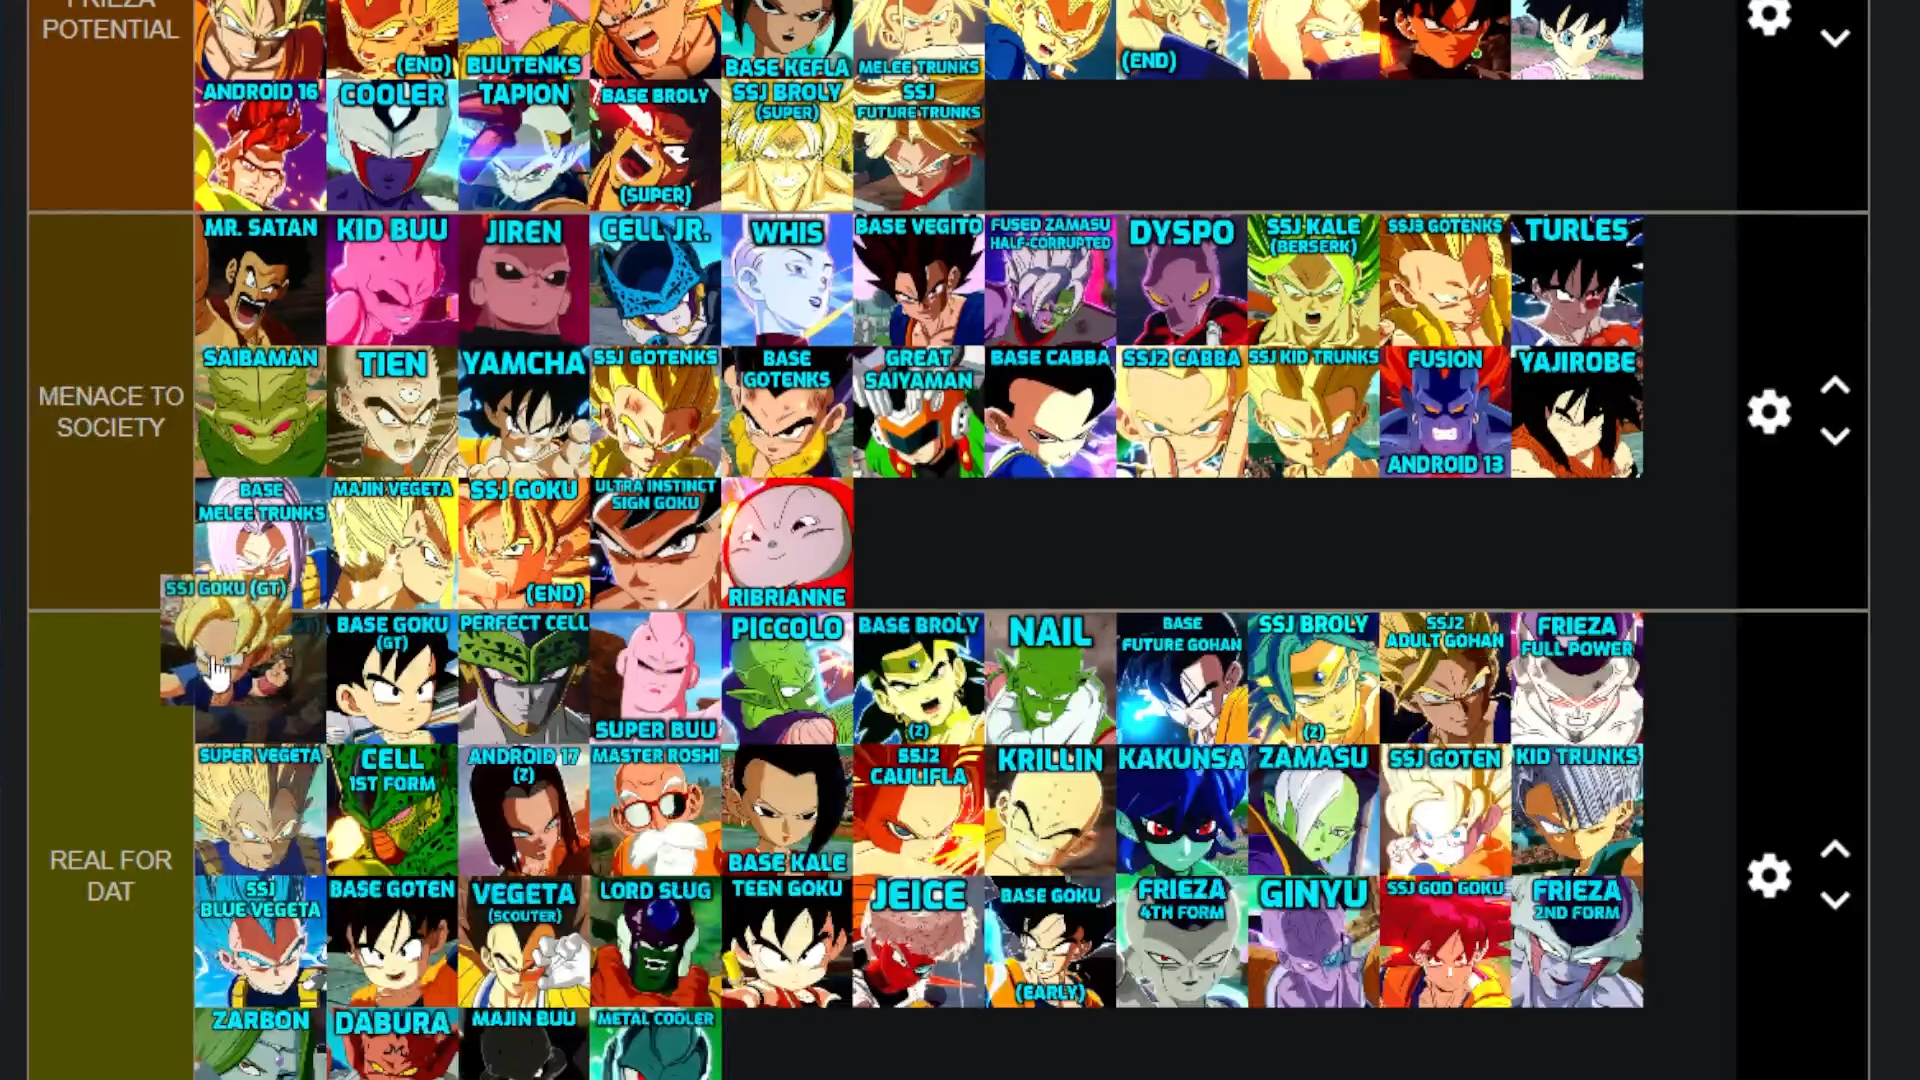 FRIEZA
POTENTIAL
(END)
BUUTENKS
BASE KEFLA
MELEE TRUNKS
(END)
ANDROID 16
COOLER
TAPION
BASE BROLY
(SUPER)
SSJ BROLY
(SUPER)
SSJ
FUTURE TRUNKS
MENACE TO
SOCIETY
MR. SATAN
KID BUU
JIREN
CELL JR.
WHIS
BASE VEGITO
FUSED ZAMASU
HALF-CORRUPTED
DYSPO
SSJ KALE
(BERSERK)
SSJ3 GOTENKS
TURLES
SAIBAMAN
TIEN
YAMCHA
SSJ GOTENKS
BASE
GOTENKS
GREAT
SAIYAMAN
BASE CABBA
SSJ2 CABBA
SSJ KID TRUNKS
FUSION
ANDROID 13
YAJIROBE
BASE
MELEE TRUNKS
MAJIN VEGETA
SSJ GOKU
(END)
ULTRA INSTINCT
SIGN GOKU
RIBRIANNE
SSJ GOKU (GT)
REAL FOR
DAT
BASE GOKU
(GT)
PERFECT CELL
SUPER BUU
PICCOLO
BASE BROLY
(Z)
NAIL
BASE
FUTURE GOHAN
SSJ BROLY
(Z)
SSJ2
ADULT GOHAN
FRIEZA
FULL POWER
SUPER VEGETA
CELL
1ST FORM
ANDROID 17
(Z)
MASTER ROSHI
BASE KALE
SSJ2
CAULIFLA
KRILLIN
KAKUNSA
ZAMASU
SSJ GOTEN
KID TRUNKS
SSJ
BLUE VEGETA
BASE GOTEN
VEGETA
(SCOUTER)
LORD SLUG
TEEN GOKU
JEICE
BASE GOKU
(EARLY)
FRIEZA
4TH FORM
GINYU
SSJ GOD GOKU
FRIEZA
2ND FORM
ZARBON
DABURA
MAJIN BUU
METAL COOLER